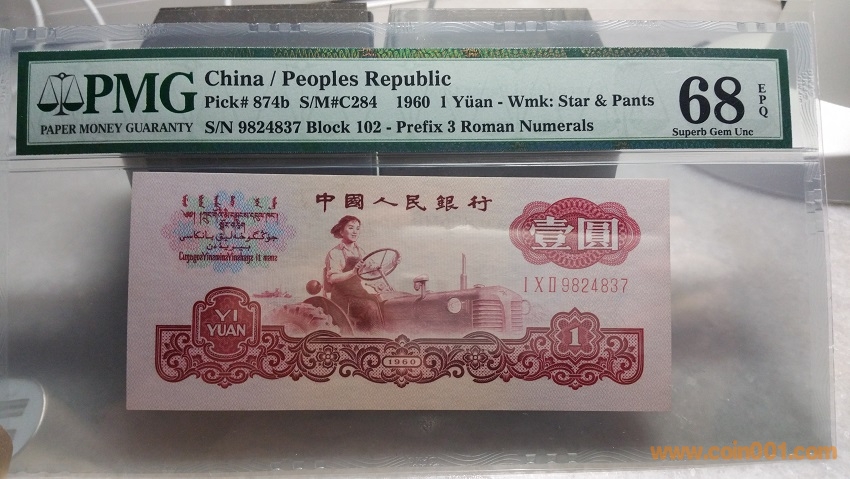 PMG
PAPER MONEY GUARANTY
China / Peoples Republic
Pick# 874b S/M#C284 1960 1 Yüan - Wmk: Star & Pants
S/N 9824837 Block 102 - Prefix 3 Roman Numerals
68
EPQ
Superb Gem Unc
中國人民銀行
壹圓
I X II 9824837
YI
YUAN
1960
1
www.coin001.com